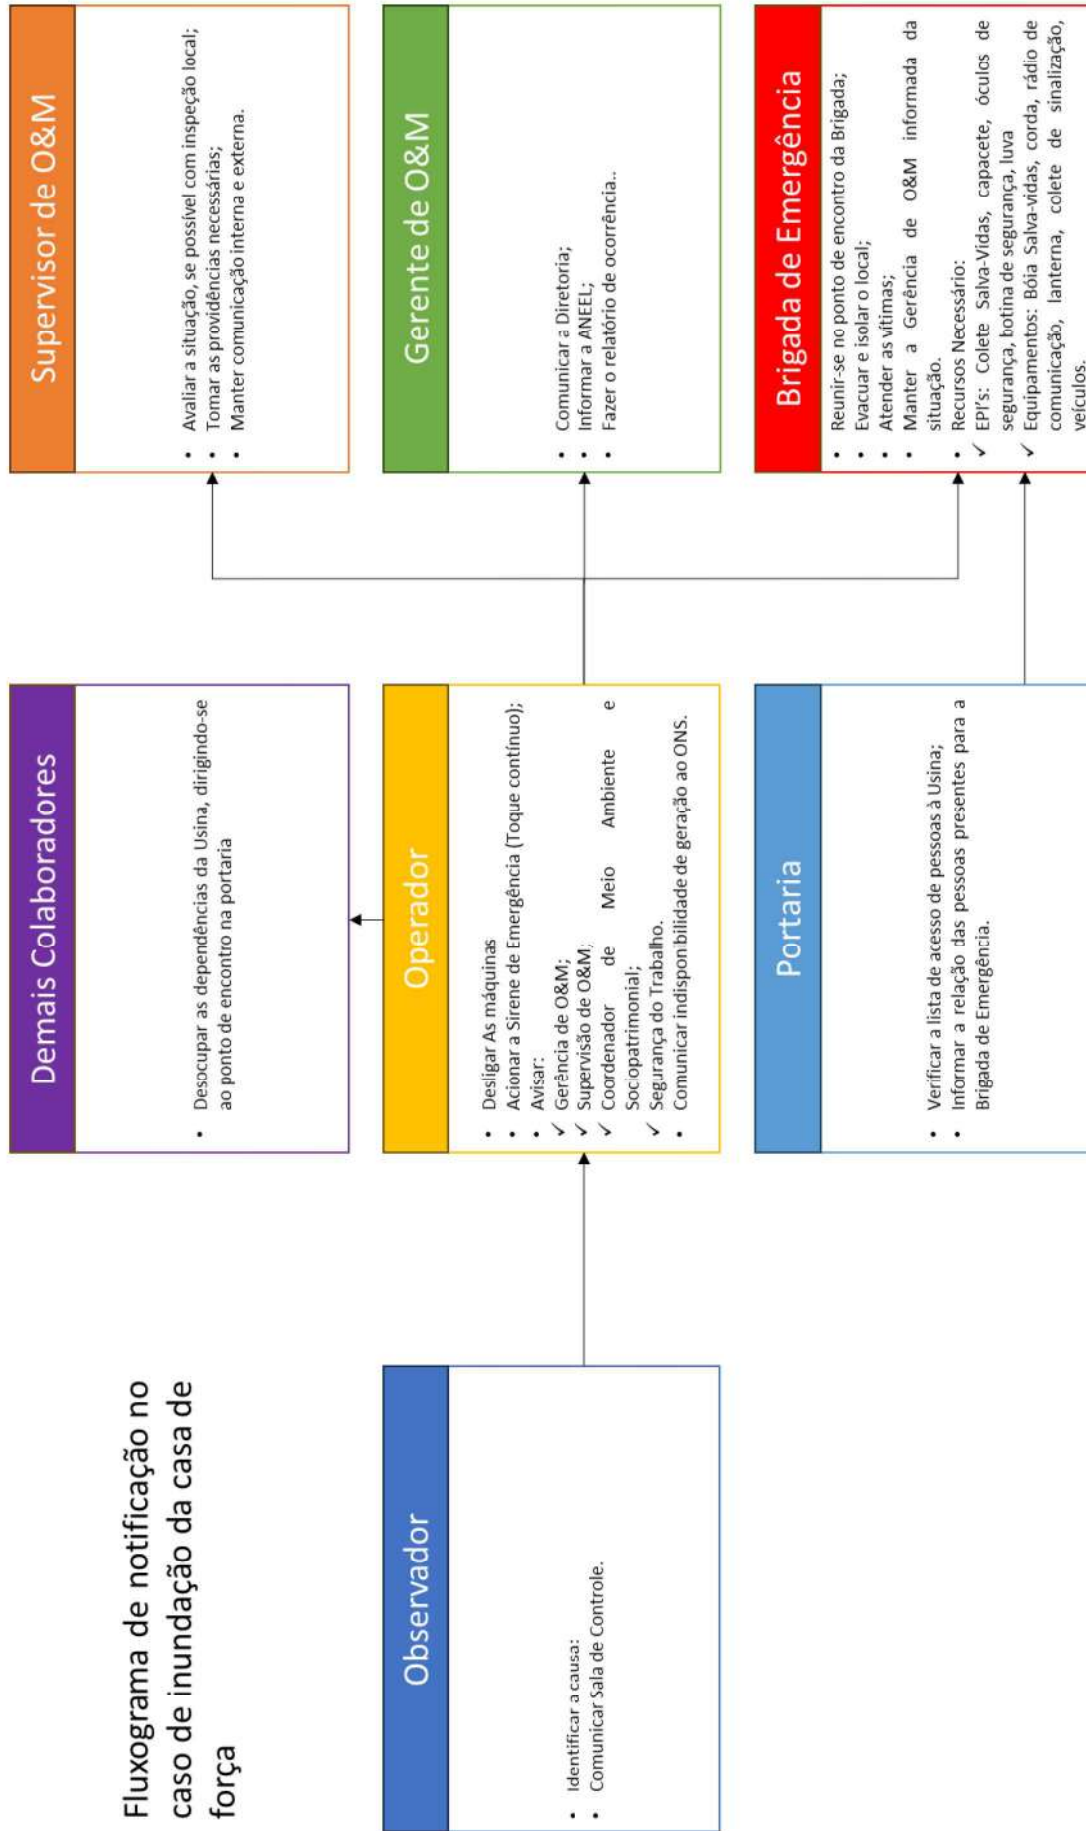 Fluxograma de notificação no
caso de inundação da casa de
força
Observador
• Identificar a causa:
• Comunicar Sala de Controle.
Demais Colaboradores
• Desocupar as dependências da Usina, dirigindo-se
ao ponto de encontro na portaria
Operador
• Desligar As máquinas
• Acionar a Sirene de Emergência (Toque contínuo);
• Avisar:
✓ Gerência de O&M;
✓ Supervisão de O&M;
✓ Coordenador de Meio Ambiente e
Sociopatrimonial;
✓ Segurança do Trabalho.
• Comunicar indisponibilidade de geração ao ONS.
Portaria
• Verificar a lista de acesso de pessoas à Usina;
• Informar a relação das pessoas presentes para a
Brigada de Emergência.
Supervisor de O&M
• Avaliar a situação, se possível com inspeção local;
• Tomar as providências necessárias;
• Manter comunicação interna e externa.
Gerente de O&M
• Comunicar a Diretoria;
• Informar a ANEEL;
• Fazer o relatório de ocorrência..
Brigada de Emergência
• Reunir-se no ponto de encontro da Brigada;
• Evacuar e isolar o local;
• Atender as vítimas;
• Manter a Gerência de O&M informada da
situação.
• Recursos Necessário:
✓ EPI's: Colete Salva-Vidas, capacete, óculos de
segurança, botina de segurança, luva
✓ Equipamentos: Bóia Salva-vidas, corda, rádio de
comunicação, lanterna, colete de sinalização,
veículos.